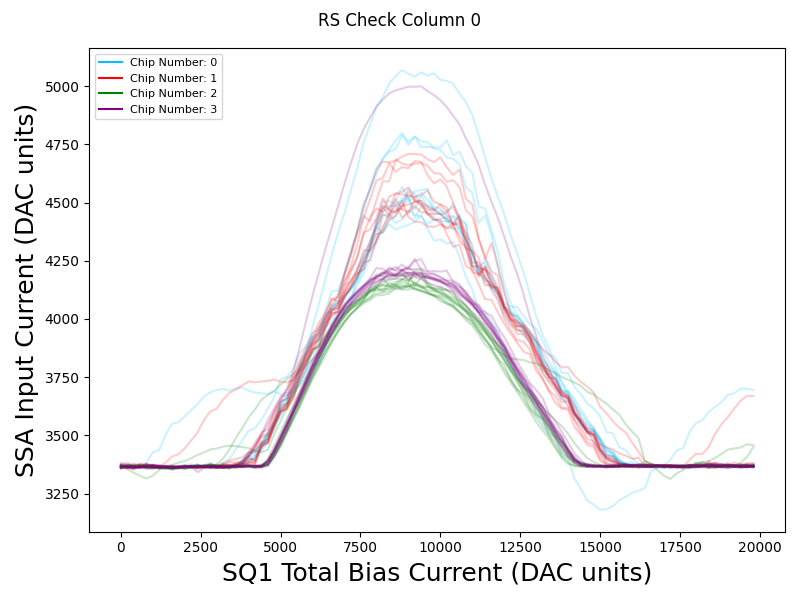 RS Check Column 0
Chip Number: 0
Chip Number: 1
Chip Number: 2
Chip Number: 3
5000
4750
4500
4250
4000
3750
3500
3250
SSA Input Current (DAC units)
0 2500 5000 7500 10000 12500 15000 17500 20000
SQ1 Total Bias Current (DAC units)